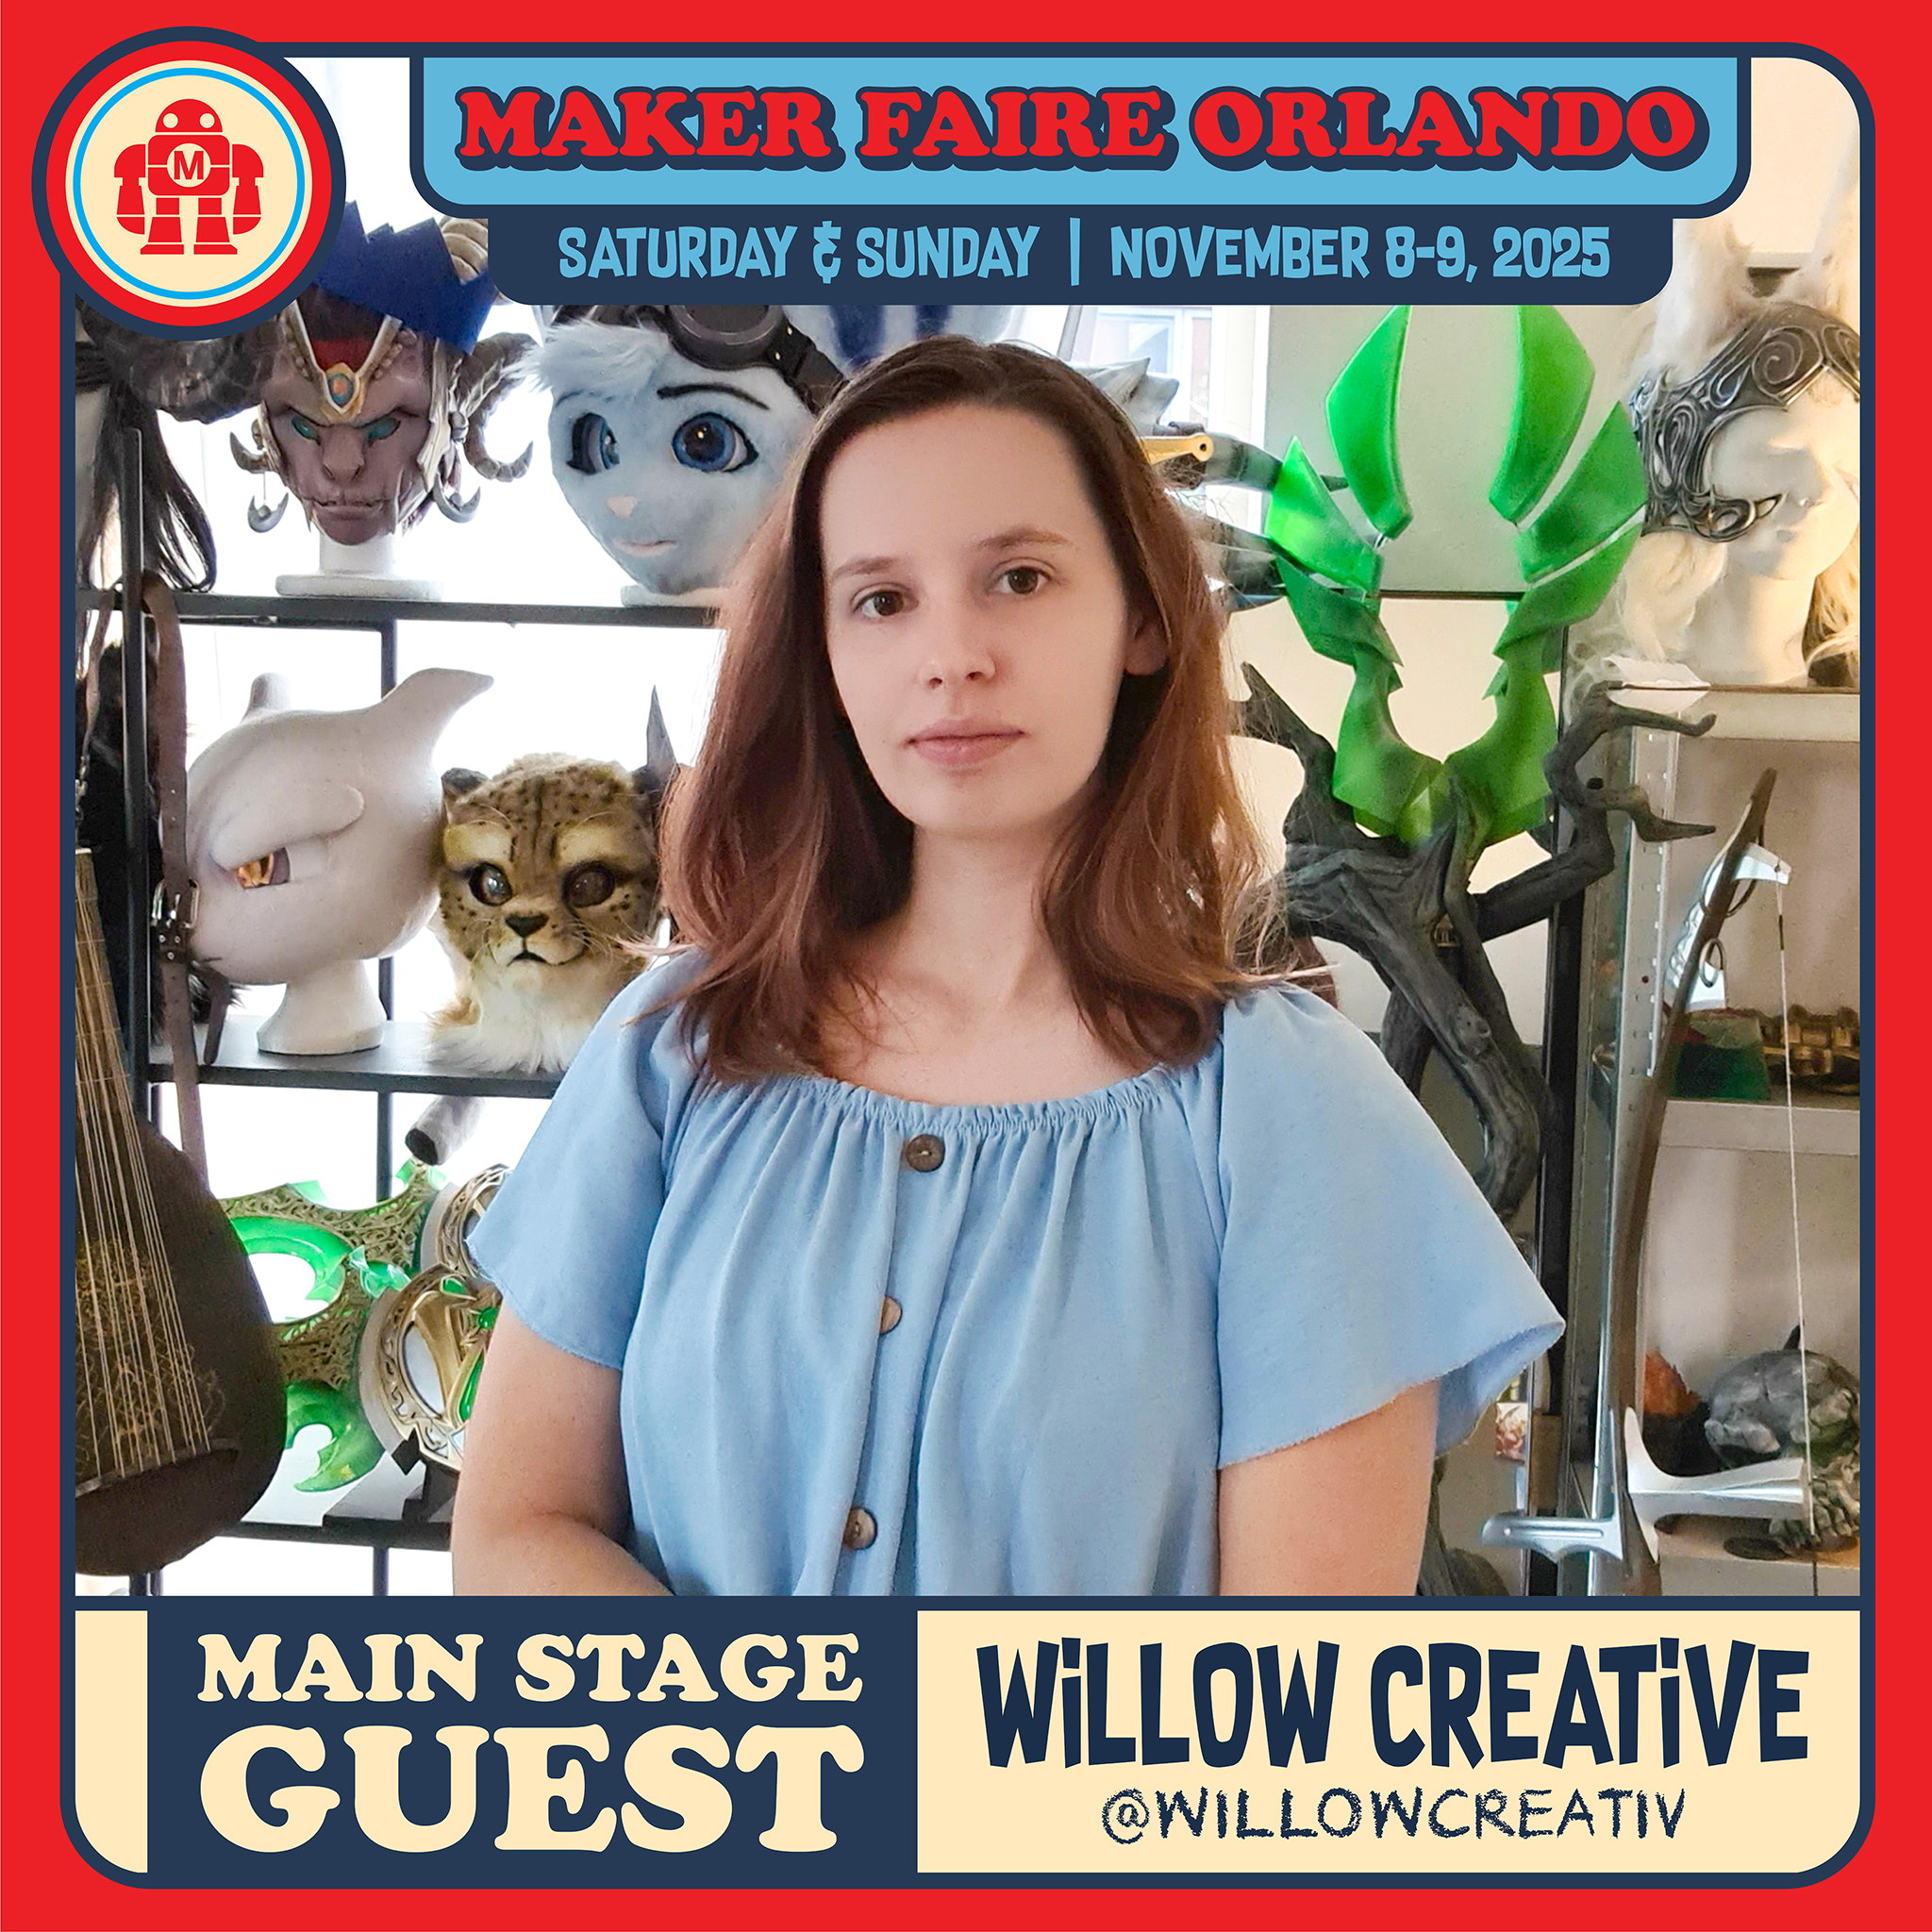 M
MAKER FAIRE ORLANDO
SATURDAY & SUNDAY | NOVEMBER 8-9, 2025
MAIN STAGE
GUEST
WiLLOW CREATiVE
@WILLOWCREATIV